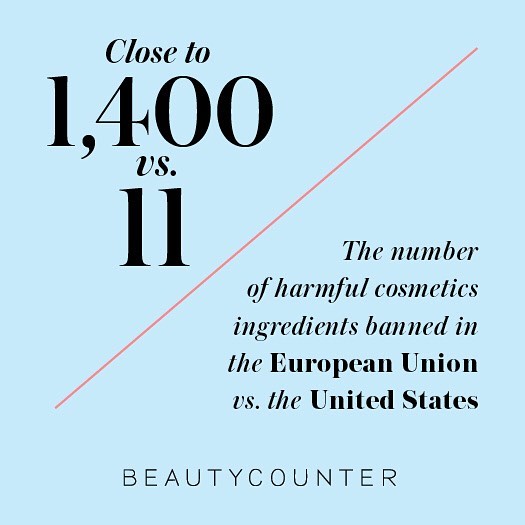 Close to
1,400
vs.
11
The number
of harmful cosmetics
ingredients banned in
the European Union
vs. the United States
BEAUTYCOUNTER